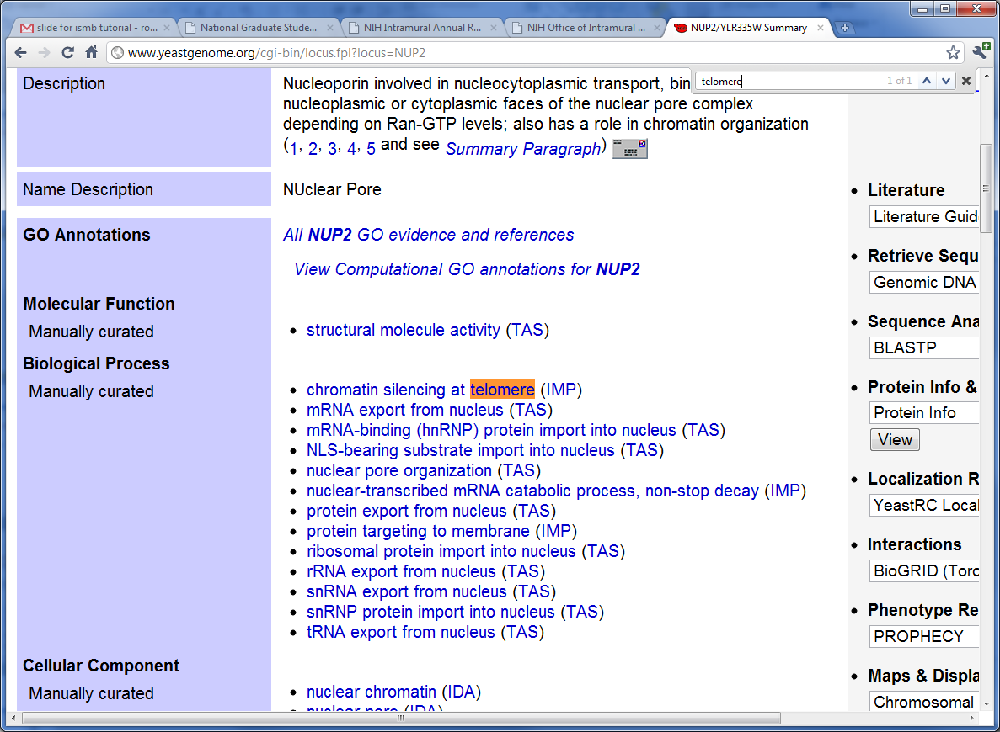 slide for ismb tutorial - ro...
National Graduate Stude...
NIH Intramural Annual R...
NIH Office of Intramural ...
NUP2/YLR335W Summary
www.yeastgenome.org/cgi-bin/locus.fpl?locus=NUP2
telomere
1 of 1
Description
Nucleoporin involved in nucleocytoplasmic transport, bin
nucleoplasmic or cytoplasmic faces of the nuclear pore complex
depending on Ran-GTP levels; also has a role in chromatin organization
(1, 2, 3, 4, 5 and see Summary Paragraph)
Name Description
NUclear Pore
GO Annotations
All NUP2 GO evidence and references
View Computational GO annotations for NUP2
Molecular Function
Manually curated
• structural molecule activity (TAS)
Biological Process
Manually curated
• chromatin silencing at telomere (IMP)
• mRNA export from nucleus (TAS)
• mRNA-binding (hnRNP) protein import into nucleus (TAS)
• NLS-bearing substrate import into nucleus (TAS)
• nuclear pore organization (TAS)
• nuclear-transcribed mRNA catabolic process, non-stop decay (IMP)
• protein export from nucleus (TAS)
• protein targeting to membrane (IMP)
• ribosomal protein import into nucleus (TAS)
• rRNA export from nucleus (TAS)
• snRNA export from nucleus (TAS)
• snRNP protein import into nucleus (TAS)
• tRNA export from nucleus (TAS)
Cellular Component
Manually curated
• nuclear chromatin (IDA)
• nuclear pore (IDA)
• Literature
Literature Guid
• Retrieve Sequ
Genomic DNA
• Sequence Ana
BLASTP
• Protein Info &
Protein Info
View
• Localization R
YeastRC Local
• Interactions
BioGRID (Toro
• Phenotype Re
PROPHECY
• Maps & Displa
Chromosomal